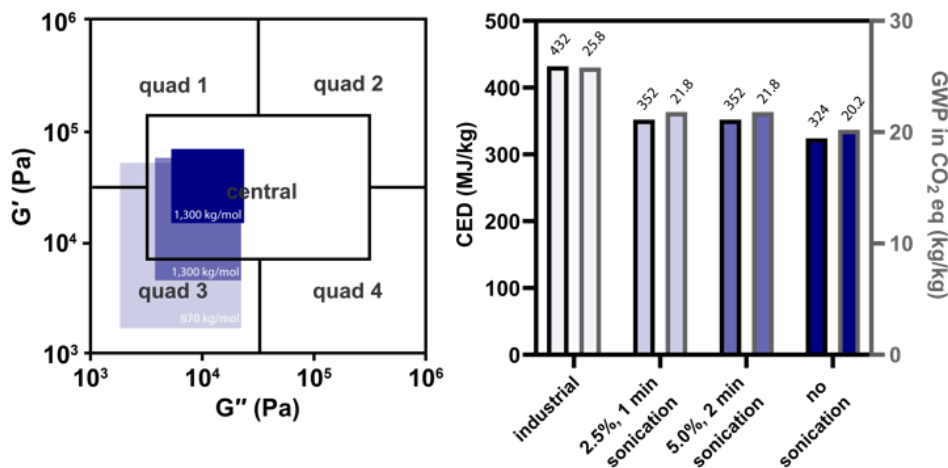 10⁶
10⁵
10⁴
10³
G′ (Pa)
quad 1
quad 2
central
1,300 kg/mol
1,300 kg/mol
quad 3
quad 4
870 kg/mol
10³
10⁴
10⁵
10⁶
G″ (Pa)
500
400
300
200
100
0
CED (MJ/kg)
432
25.8
352
21.8
352
21.8
324
20.2
30
20
10
0
GWP in CO₂ eq (kg/kg)
industrial
2.5%, 1 min
sonication
5.0%, 2 min
sonication
no
sonication